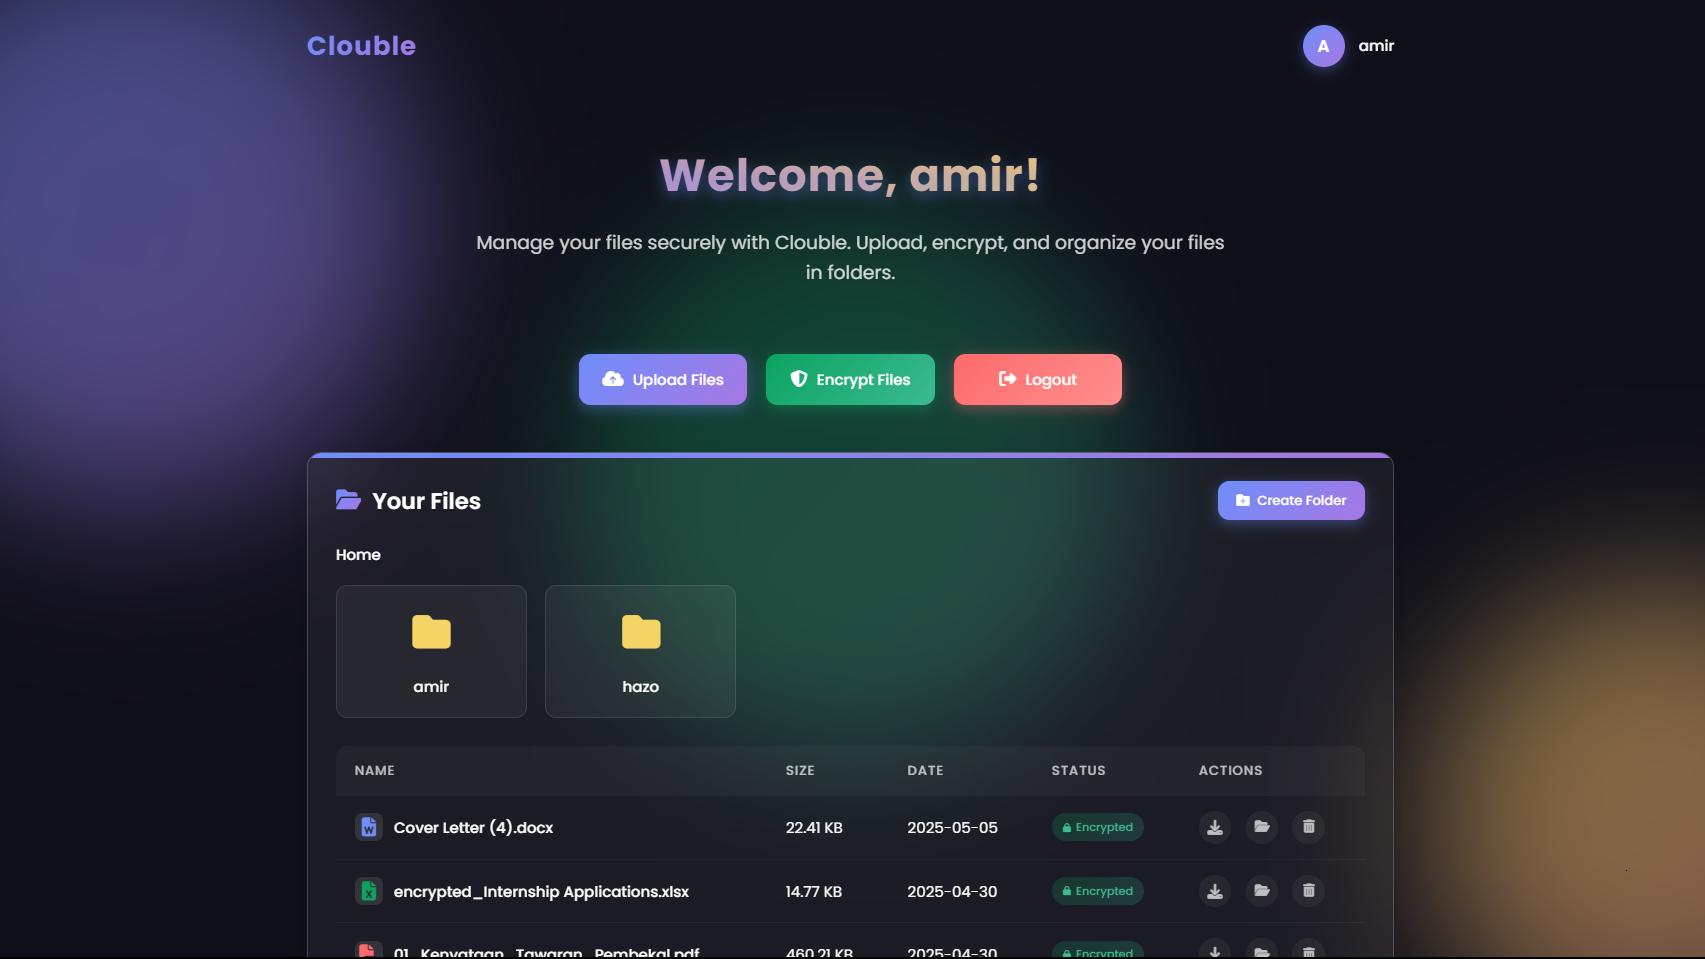 Clouble
A
amir
Welcome, amir!
Manage your files securely with Clouble. Upload, encrypt, and organize your files
in folders.
Upload Files
Encrypt Files
Logout
Your Files
Create Folder
Home
amir
hazo
NAME SIZE DATE STATUS ACTIONS
Cover Letter (4).docx 22.41 KB 2025-05-05 Encrypted
encrypted_Internship Applications.xlsx 14.77 KB 2025-04-30 Encrypted
01_Kenyataan_Tawaran_Pembekal.pdf 460.21 KB 2025-04-30 Encrypted